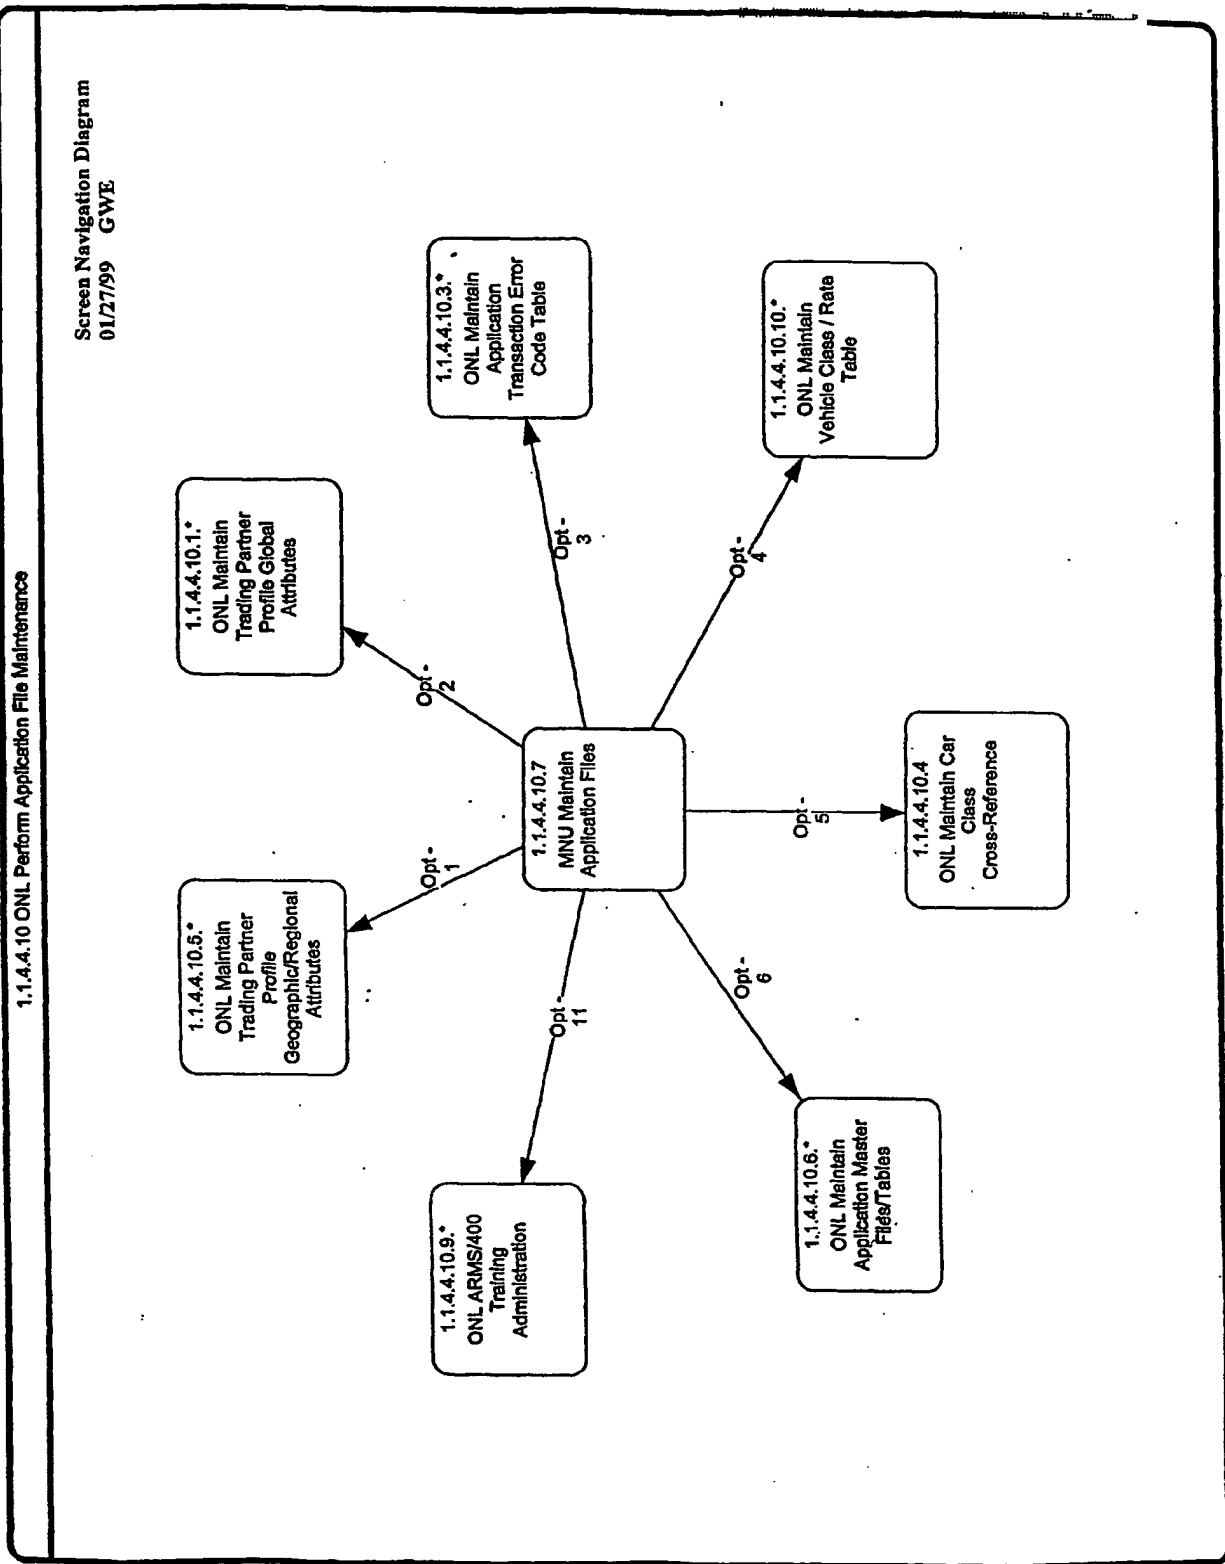 1.1.4.4.10 ONL Perform Application File Maintenance
Screen Navigation Diagram
01/27/99 GWE
1.1.4.4.10.5.*
ONL Maintain
Trading Partner
Profile
Geographic/Regional
Attributes
1.1.4.4.10.1.*
ONL Maintain
Trading Partner
Profile Global
Attributes
Opt -
1
Opt -
2
1.1.4.4.10.9.*
ONL ARMS/400
Training
Administration
Opt -
11
1.1.4.4.10.7
MNU Maintain
Application Files
Opt -
3
1.1.4.4.10.3.*
ONL Maintain
Application
Transaction Error
Code Table
Opt -
6
Opt -
5
Opt -
4
1.1.4.4.10.6.*
ONL Maintain
Application Master
Files/Tables
1.1.4.4.10.4
ONL Maintain Car
Class
Cross-Reference
1.1.4.4.10.10.*
ONL Maintain
Vehicle Class / Rate
Table